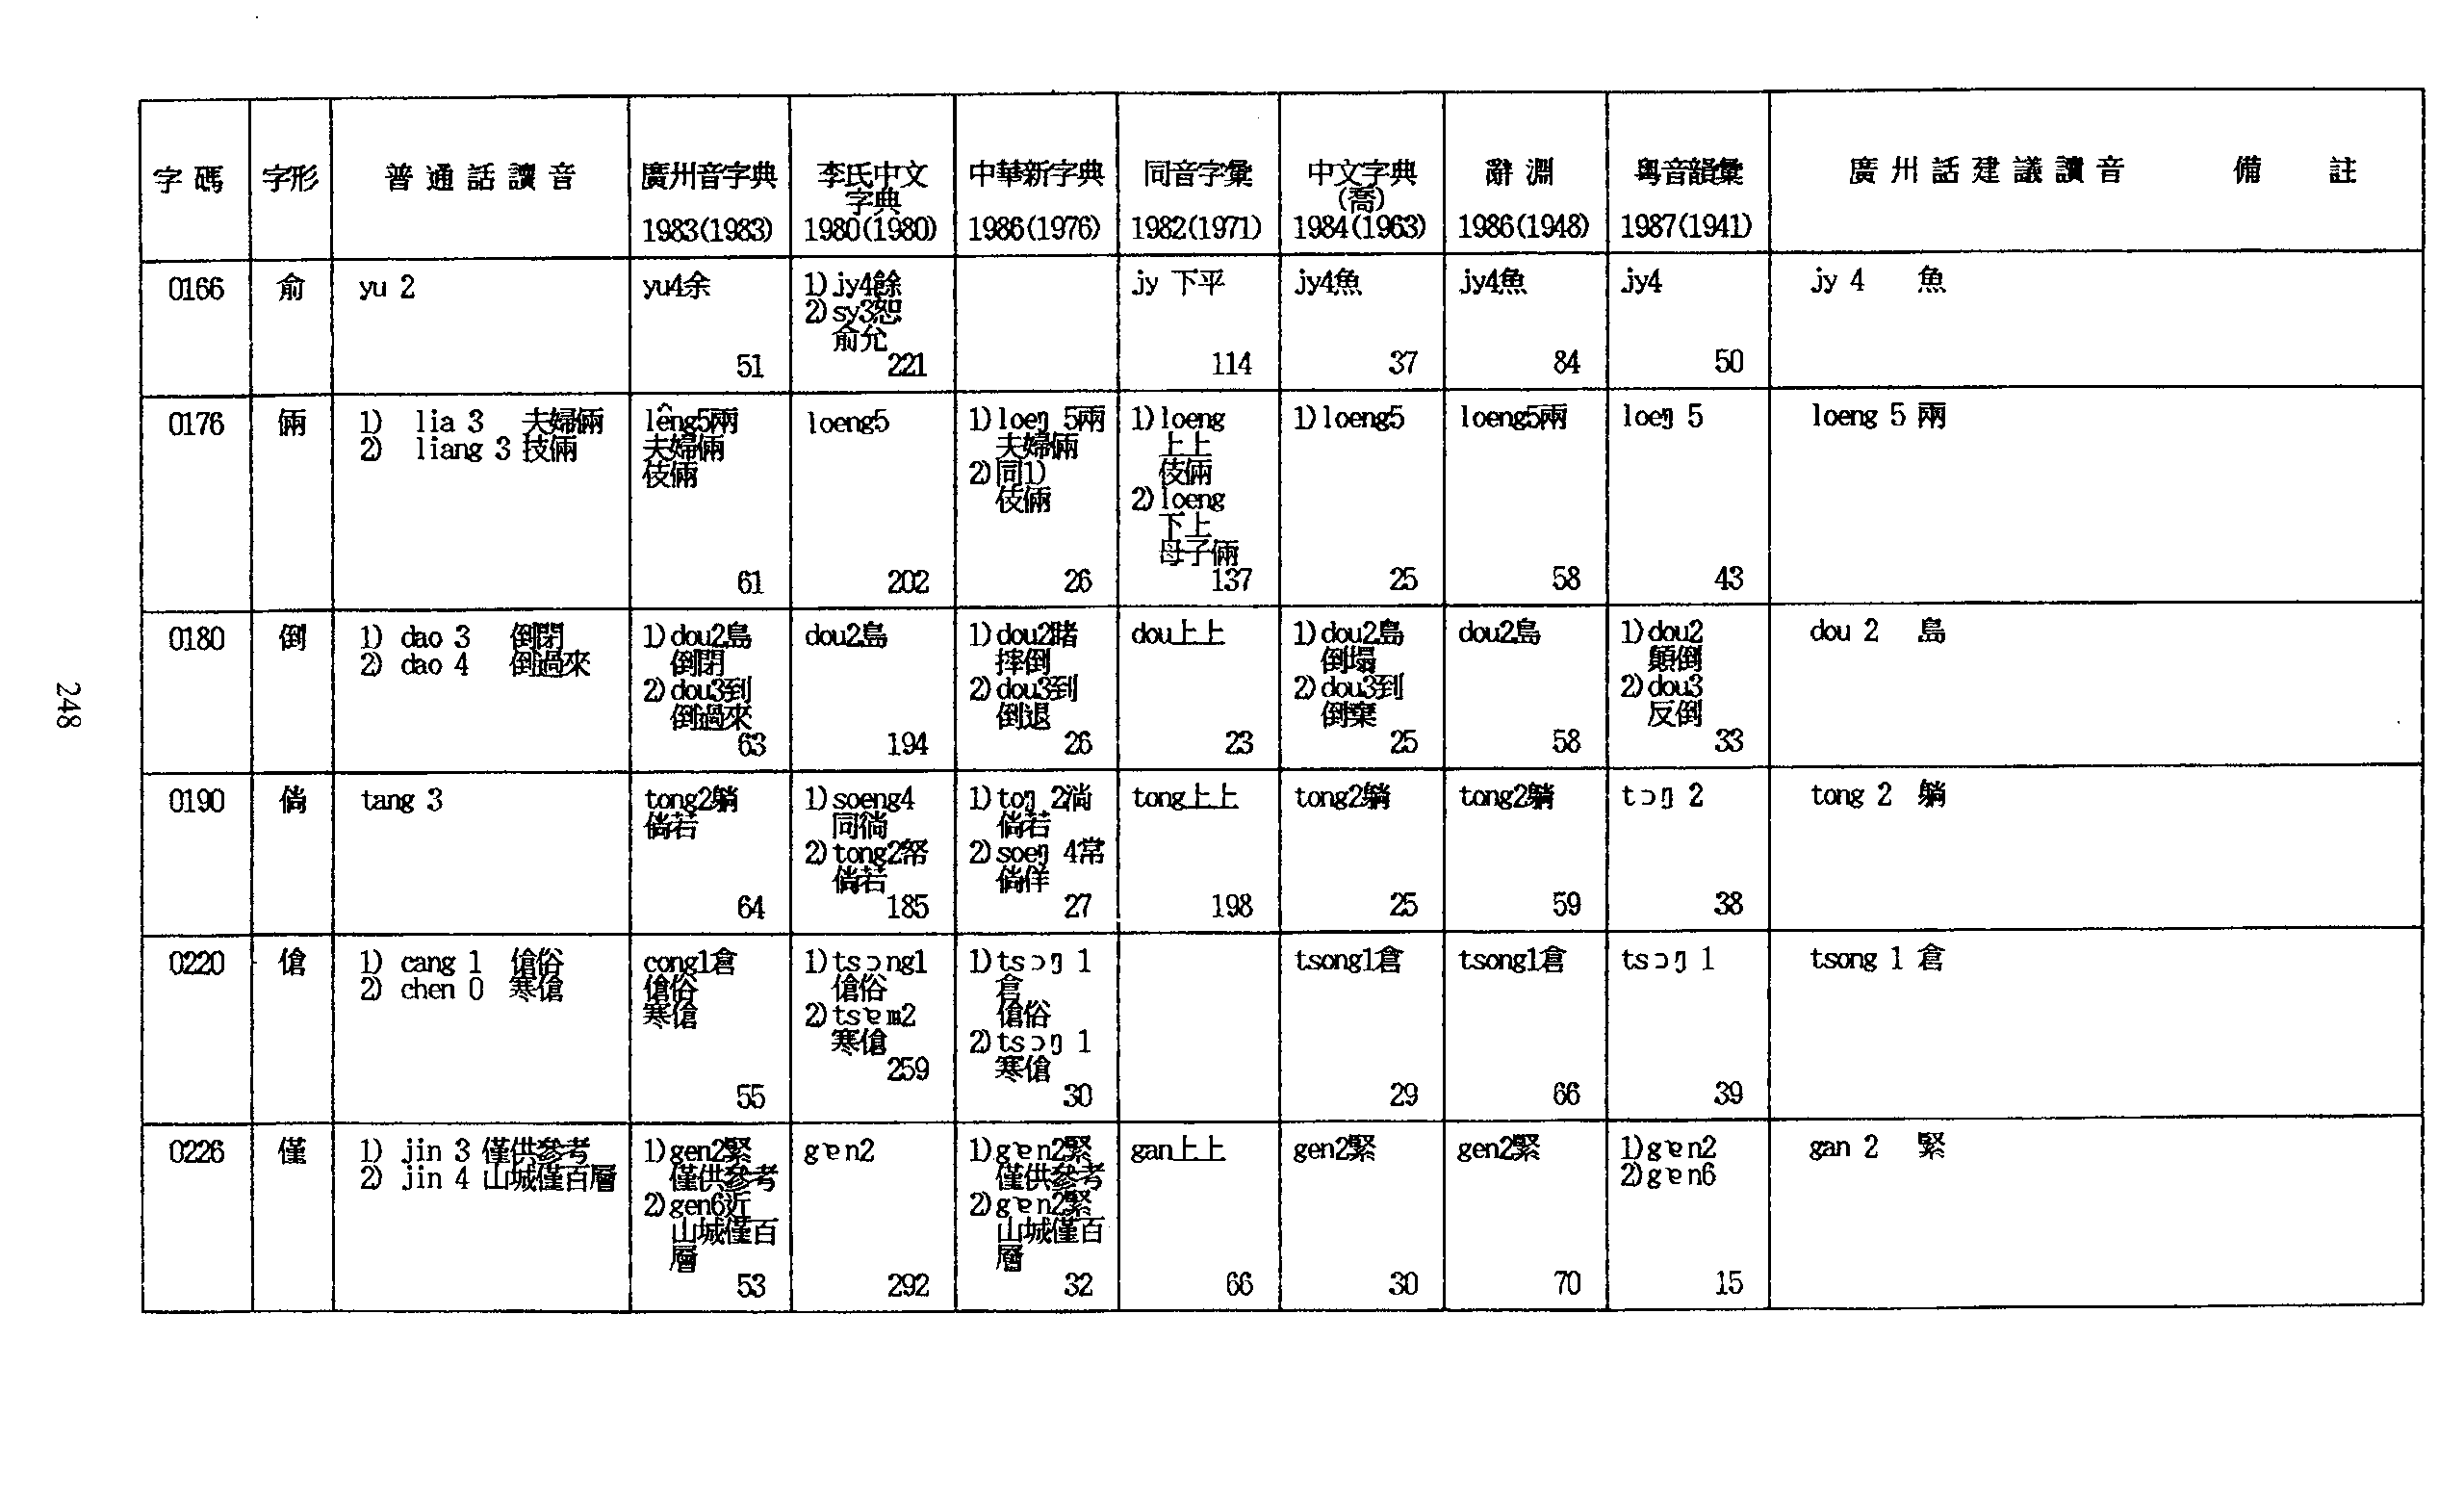 字碼 字形 普通話讀音 廣州音字典 李氏中文 中華新字典 同音字彙 中文字典 辭淵 粵音韻彙 廣州話建議讀音 備註
字典 (喬)
1983(1983) 1980(1980) 1986(1976) 1982(1971) 1984(1963) 1986(1948) 1987(1941)
0166 俞 yu 2
yu4余
51
1)jy4餘
2)sy3恕
俞允
221
jy 下平
114
jy4魚
37
jy4魚
84
jy4
50
jy 4 魚
0176 倆
1) lia 3 夫婦倆
2) liang 3 技倆
lêng5兩
夫婦倆
伎倆
61
loeng5
202
1)loeŋ 5兩
夫婦倆
2)同1)
伎倆
26
1)loeng
上上
伎倆
2)loeng
下上
母子倆
137
1)loeng5
25
loeng5兩
58
loeŋ 5
43
loeng 5 兩
248
0180 倒
1) dao 3 倒閉
2) dao 4 倒過來
1)dou2島
倒閉
2)dou3到
倒過來
63
dou2島
194
1)dou2賭
摔倒
2)dou3到
倒退
26
dou上上
23
1)dou2島
倒塌
2)dou3到
倒棄
25
dou2島
58
1)dou2
顛倒
2)dou3
反倒
33
dou 2 島
0190 倘 tang 3
tong2躺
倘若
64
1)soeng4
同徜
2)tong2帑
倘若
185
1)toŋ 2淌
倘若
2)soeŋ 4常
倘佯
27
tong上上
198
tong2躺
25
tong2躺
59
tɔŋ 2
38
tong 2 躺
0220 傖
1) cang 1 傖俗
2) chen 0 寒傖
cong1倉
傖俗
寒傖
55
1)tsɔng1
傖俗
2)tsɐm2
寒傖
259
1)tsɔŋ 1
倉
傖俗
2)tsɔŋ 1
寒傖
30
tsong1倉
29
tsong1倉
66
tsɔŋ 1
39
tsong 1 倉
0226 僅
1) jin 3 僅供參考
2) jin 4 山城僅百層
1)gen2緊
僅供參考
2)gen6近
山城僅百
層
53
gɐn2
292
1)gɐn2緊
僅供參考
2)gɐn2緊
山城僅百
層
32
gan上上
66
gen2緊
30
gen2緊
70
1)gɐn2
2)gɐn6
15
gan 2 緊